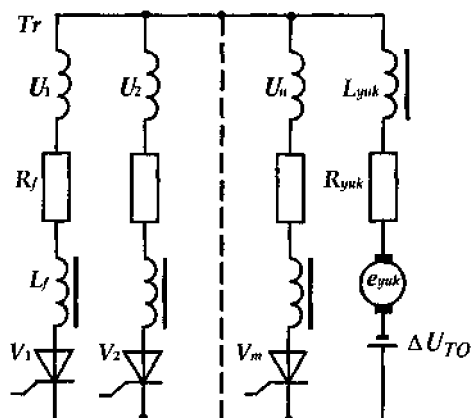 Tr
U1 U2 Un Lyuk
Rf Ryuk
Lf eyuk
V1 V2 Vm ΔUTO